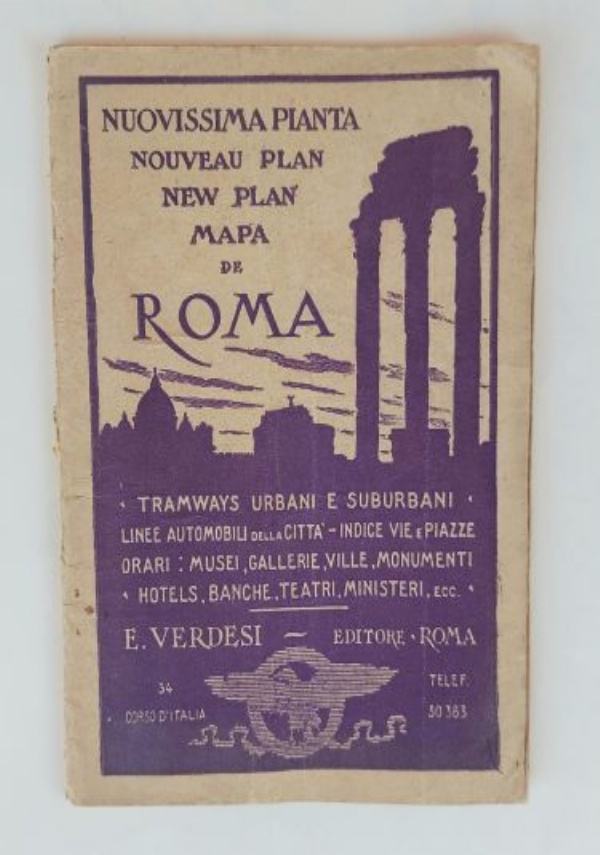 NUOVISSIMA PIANTA
NOUVEAU PLAN
NEW PLAN
MAPA
DE
ROMA
TRAMWAYS URBANI E SUBURBANI
LINEE AUTOMOBILI DELLA CITTA' - INDICE VIE E PIAZZE
ORARI : MUSEI, GALLERIE, VILLE, MONUMENTI
HOTELS, BANCHE, TEATRI, MINISTERI, ECC.
E. VERDESI — EDITORE · ROMA
34
CORSO D'ITALIA
TELEF.
30 363